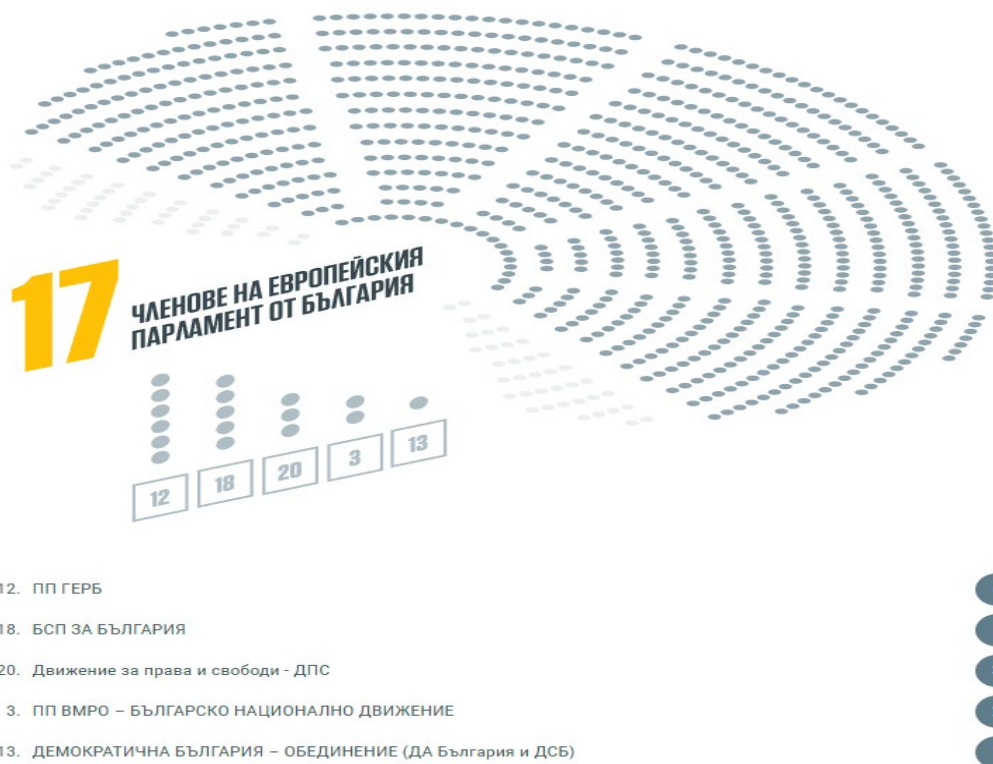 17
ЧЛЕНОВЕ НА ЕВРОПЕЙСКИЯ
ПАРЛАМЕНТ ОТ БЪЛГАРИЯ
12 18 20 3 13
12. ПП ГЕРБ
18. БСП ЗА БЪЛГАРИЯ
20. Движение за права и свободи - ДПС
3. ПП ВМРО – БЪЛГАРСКО НАЦИОНАЛНО ДВИЖЕНИЕ
13. ДЕМОКРАТИЧНА БЪЛГАРИЯ – ОБЕДИНЕНИЕ (ДА България и ДСБ)